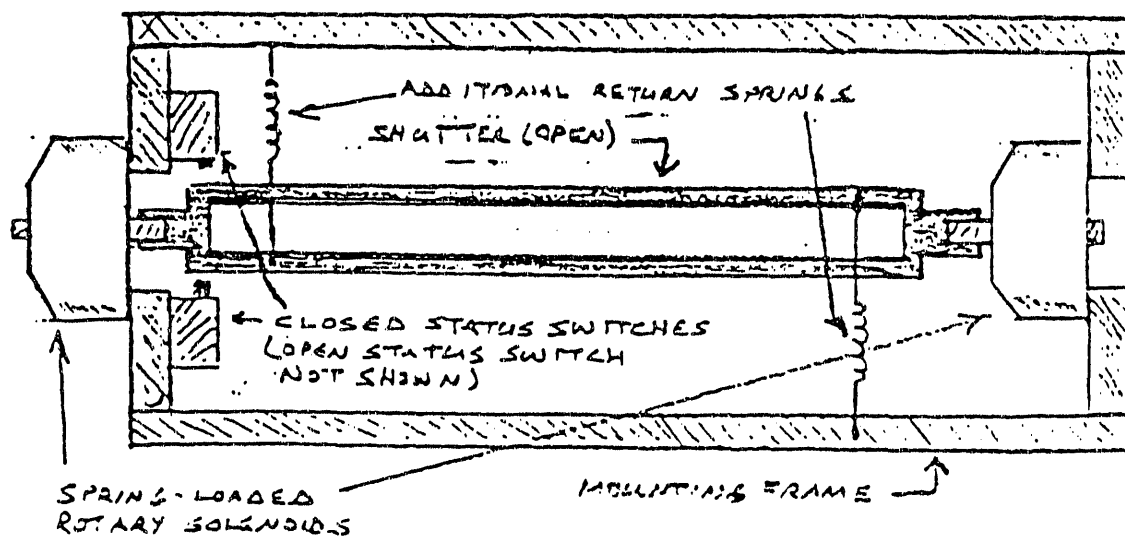 ADDITIONAL RETURN SPRINGS
SHUTTER (OPEN)
CLOSED STATUS SWITCHES
(OPEN STATUS SWITCH
NOT SHOWN)
SPRING-LOADED
ROTARY SOLENOIDS
MOUNTING FRAME